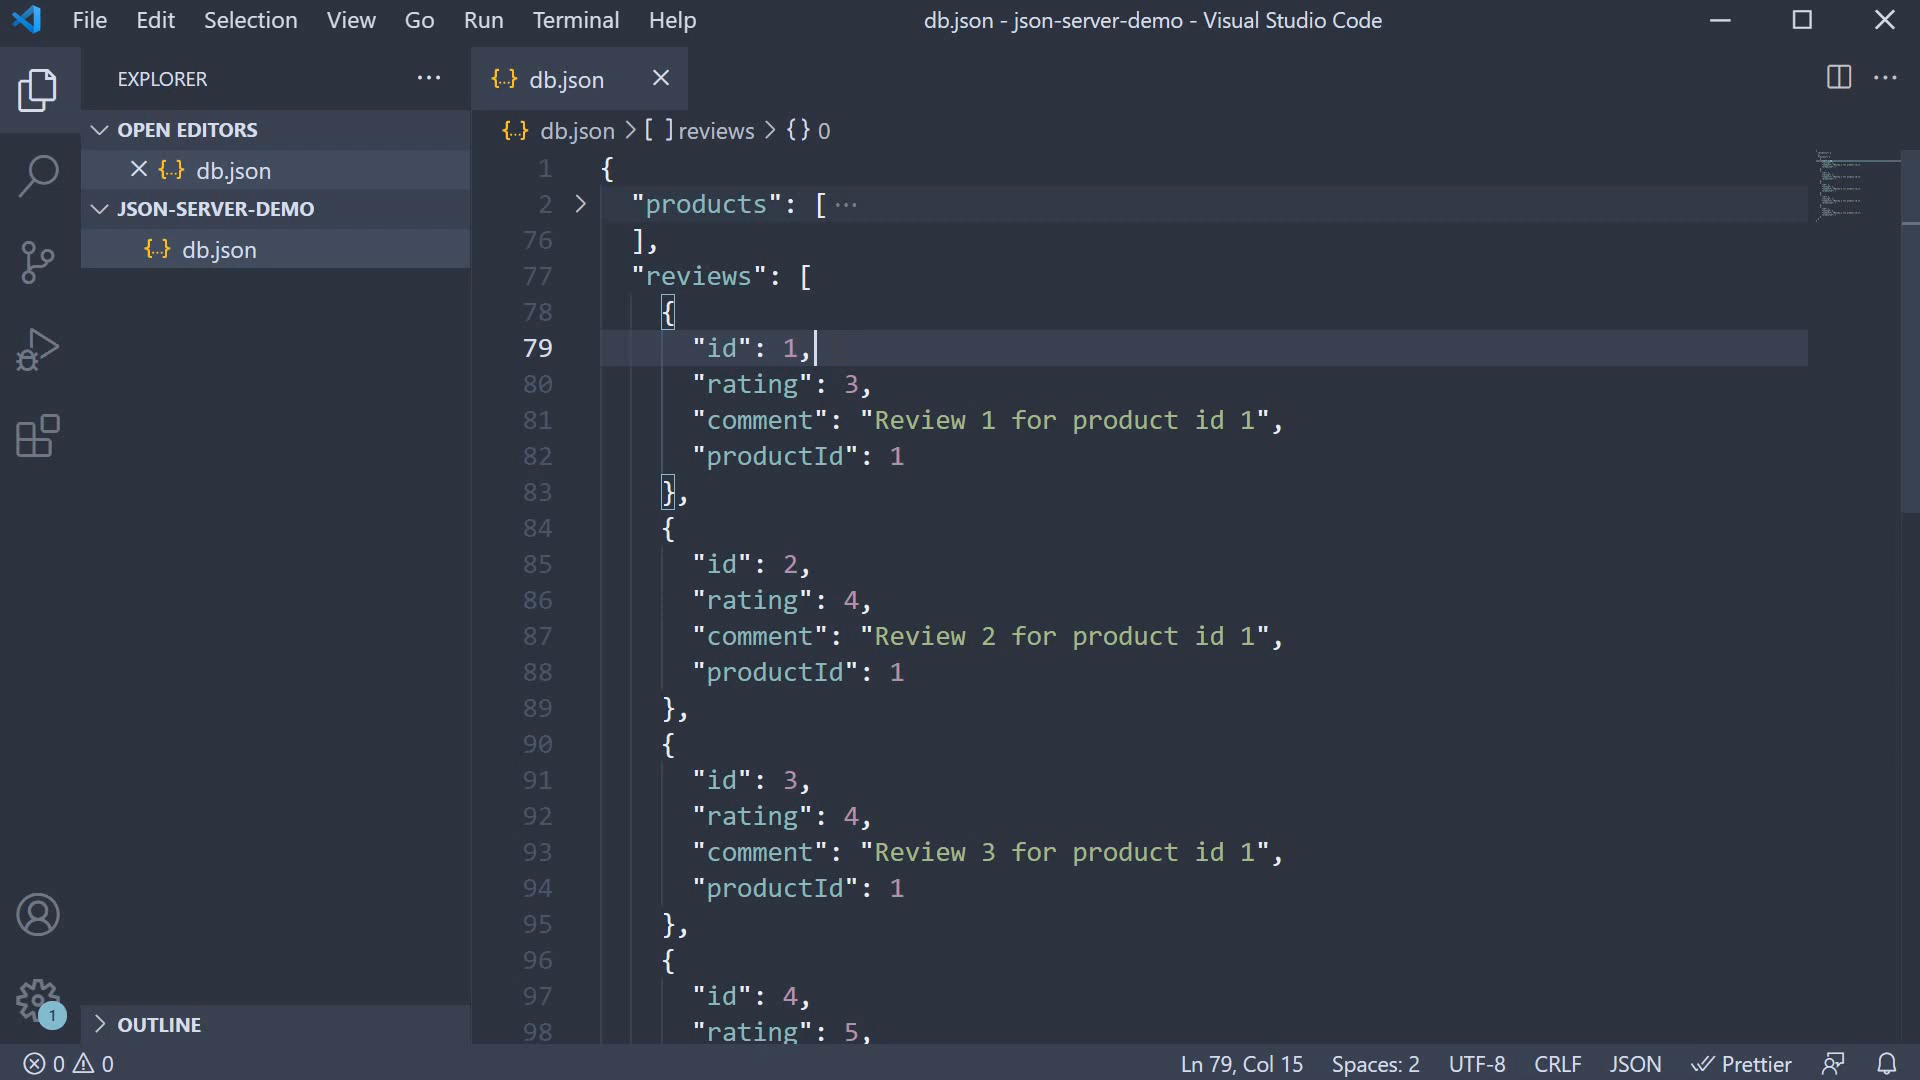 File Edit Selection View Go Run Terminal Help
db.json - json-server-demo - Visual Studio Code
EXPLORER
OPEN EDITORS
{..} db.json
JSON-SERVER-DEMO
{..} db.json
OUTLINE
1
{..} db.json
{..} db.json > [ ] reviews > {} 0
1 {
2 "products": [ ···
76 ],
77 "reviews": [
78 {
79 "id": 1,
80 "rating": 3,
81 "comment": "Review 1 for product id 1",
82 "productId": 1
83 },
84 {
85 "id": 2,
86 "rating": 4,
87 "comment": "Review 2 for product id 1",
88 "productId": 1
89 },
90 {
91 "id": 3,
92 "rating": 4,
93 "comment": "Review 3 for product id 1",
94 "productId": 1
95 },
96 {
97 "id": 4,
98 "rating": 5,
0 0
Ln 79, Col 15 Spaces: 2 UTF-8 CRLF JSON Prettier